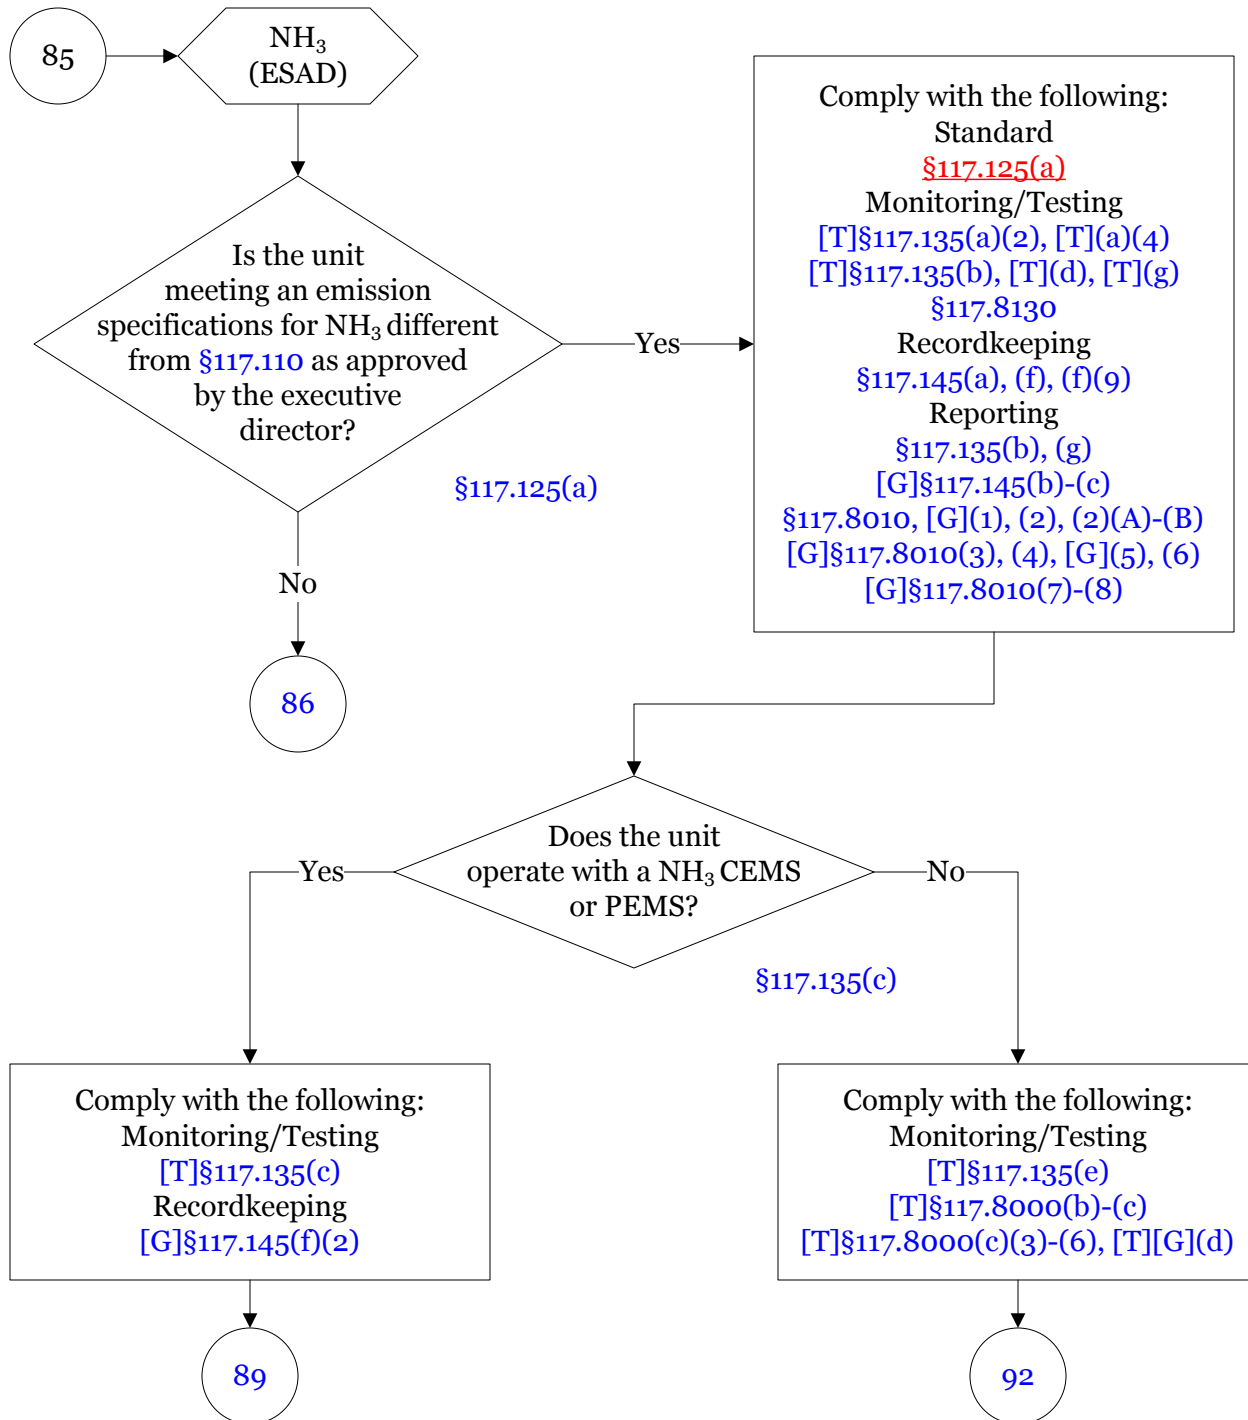 85
NH₃
(ESAD)
Is the unit
meeting an emission
specifications for NH₃ different
from §117.110 as approved
by the executive
director?
§117.125(a)
Yes
No
86
Comply with the following:
Standard
§117.125(a)
Monitoring/Testing
[T]§117.135(a)(2), [T](a)(4)
[T]§117.135(b), [T](d), [T](g)
§117.8130
Recordkeeping
§117.145(a), (f), (f)(9)
Reporting
§117.135(b), (g)
[G]§117.145(b)-(c)
§117.8010, [G](1), (2), (2)(A)-(B)
[G]§117.8010(3), (4), [G](5), (6)
[G]§117.8010(7)-(8)
Does the unit
operate with a NH₃ CEMS
or PEMS?
§117.135(c)
Yes
No
Comply with the following:
Monitoring/Testing
[T]§117.135(c)
Recordkeeping
[G]§117.145(f)(2)
89
Comply with the following:
Monitoring/Testing
[T]§117.135(e)
[T]§117.8000(b)-(c)
[T]§117.8000(c)(3)-(6), [T][G](d)
92